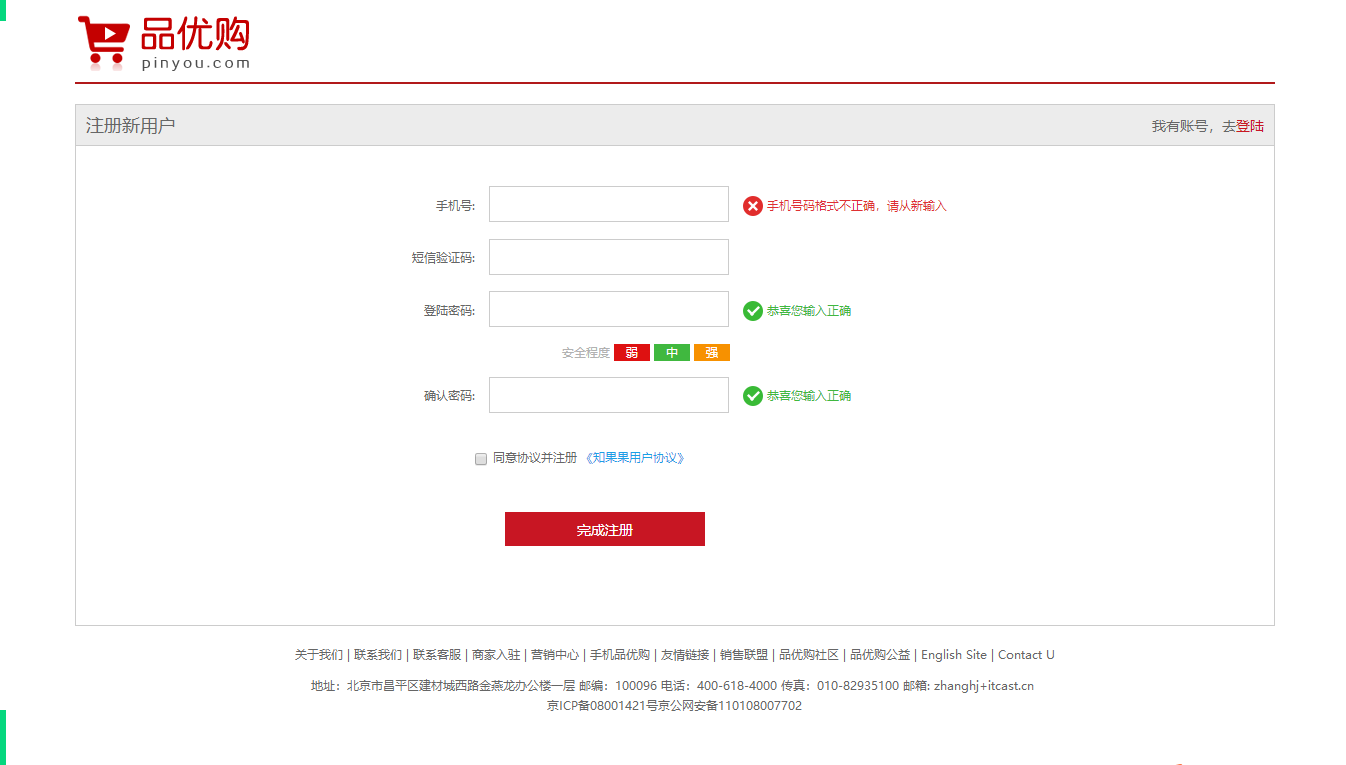 品优购
pinyou.com
注册新用户 我有账号，去登陆
手机号: 手机号码格式不正确，请从新输入
短信验证码:
登陆密码: 恭喜您输入正确
安全程度 弱 中 强
确认密码: 恭喜您输入正确
同意协议并注册 《知果果用户协议》
完成注册
关于我们 | 联系我们 | 联系客服 | 商家入驻 | 营销中心 | 手机品优购 | 友情链接 | 销售联盟 | 品优购社区 | 品优购公益 | English Site | Contact U
地址：北京市昌平区建材城西路金燕龙办公楼一层 邮编：100096 电话：400-618-4000 传真：010-82935100 邮箱: zhanghj+itcast.cn
京ICP备08001421号京公网安备110108007702